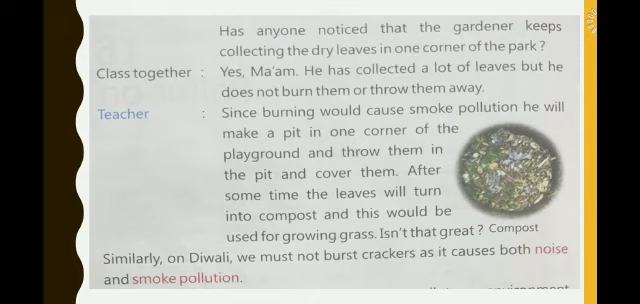 Has anyone noticed that the gardener keeps
collecting the dry leaves in one corner of the park ?
Class together : Yes, Ma'am. He has collected a lot of leaves but he
does not burn them or throw them away.
Teacher : Since burning would cause smoke pollution he will
make a pit in one corner of the
playground and throw them in
the pit and cover them. After
some time the leaves will turn
into compost and this would be
used for growing grass. Isn't that great ? Compost
Similarly, on Diwali, we must not burst crackers as it causes both noise
and smoke pollution.